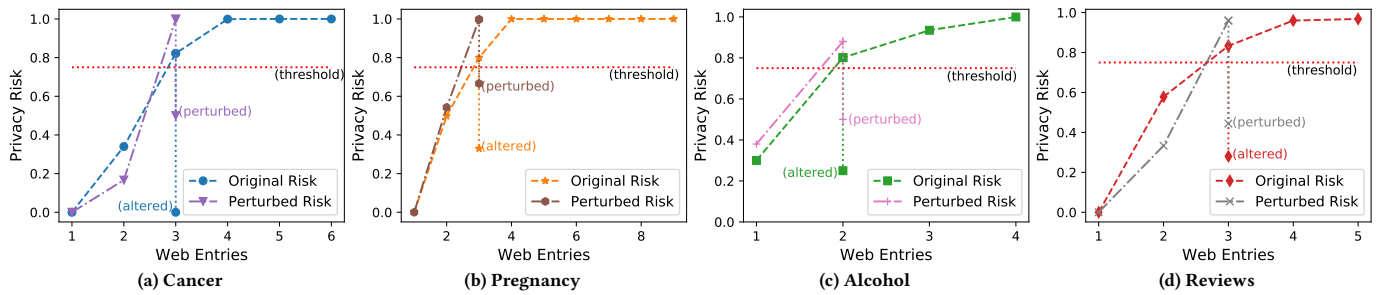 Privacy Risk
1.0
0.8
0.6
0.4
0.2
0.0
(threshold)
(perturbed)
(altered)
Original Risk
Perturbed Risk
1 2 3 4 5 6
Web Entries
(a) Cancer
Privacy Risk
1.0
0.8
0.6
0.4
0.2
0.0
(threshold)
(perturbed)
(altered)
Original Risk
Perturbed Risk
2 4 6 8
Web Entries
(b) Pregnancy
Privacy Risk
1.0
0.8
0.6
0.4
0.2
0.0
(threshold)
(perturbed)
(altered)
Original Risk
Perturbed Risk
1 2 3 4
Web Entries
(c) Alcohol
Privacy Risk
1.0
0.8
0.6
0.4
0.2
0.0
(threshold)
(perturbed)
(altered)
Original Risk
Perturbed Risk
1 2 3 4 5
Web Entries
(d) Reviews